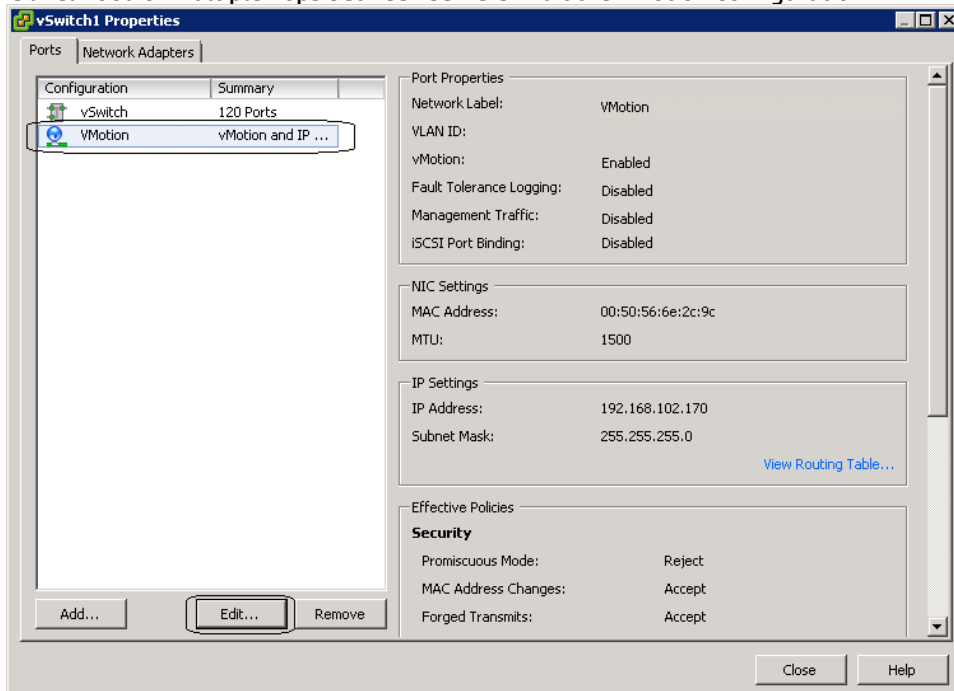 vSwitch1 Properties
Ports Network Adapters
Configuration Summary
vSwitch 120 Ports
VMotion vMotion and IP ...
Add... Edit... Remove
Port Properties
Network Label: VMotion
VLAN ID:
vMotion: Enabled
Fault Tolerance Logging: Disabled
Management Traffic: Disabled
iSCSI Port Binding: Disabled
NIC Settings
MAC Address: 00:50:56:6e:2c:9c
MTU: 1500
IP Settings
IP Address: 192.168.102.170
Subnet Mask: 255.255.255.0
View Routing Table...
Effective Policies
Security
Promiscuous Mode: Reject
MAC Address Changes: Accept
Forged Transmits: Accept
Close Help